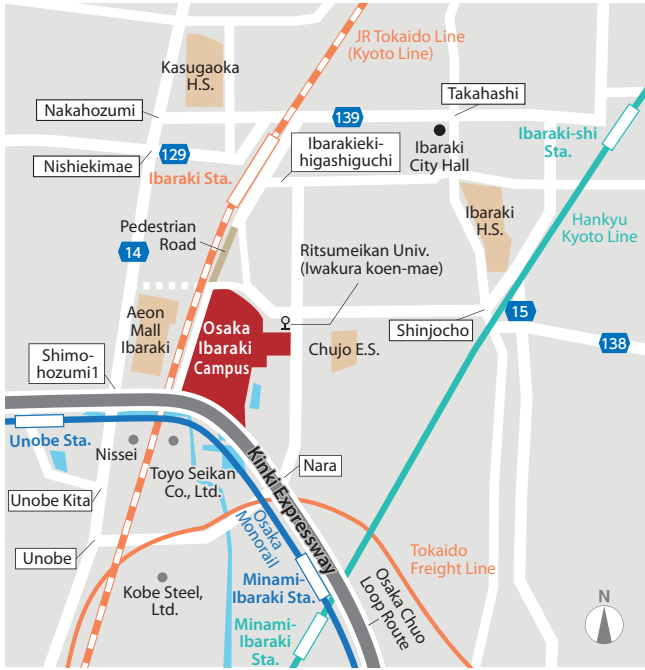 JR Tokaido Line
(Kyoto Line)
Kasugaoka
H.S.
Nakahozumi
Takahashi
139
Ibaraki-shi
Sta.
Nishiekimae
129
Ibaraki Sta.
Ibarakieki-
higashiguchi
Ibaraki
City Hall
Pedestrian
Road
Ibaraki
H.S.
Hankyu
Kyoto Line
14
Ritsumeikan Univ.
(Iwakura koen-mae)
Aeon
Mall
Ibaraki
Osaka
Ibaraki
Campus
Chujo E.S.
Shinjocho
15
138
Shimo-
hozumi1
Unobe Sta.
Nissei
Toyo Seikan
Co., Ltd.
Kinki Expressway
Nara
Unobe Kita
Unobe
Osaka
Monorail
Tokaido
Freight Line
Kobe Steel,
Ltd.
Minami-
Ibaraki Sta.
Minami-
Ibaraki
Sta.
Osaka Chuo
Loop Route
N